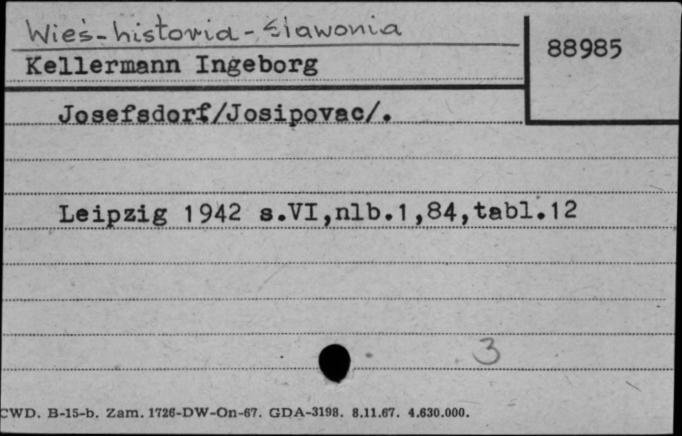 Wieś-historia-Sławonia
88985
Kellermann Ingeborg
Josefsdorf/Josipovac/.
Leipzig 1942 s.VI,nlb.1,84,tabl.12
3
CWD. B-15-b. Zam. 1726-DW-On-67. GDA-3198. 8.11.67. 4.630.000.